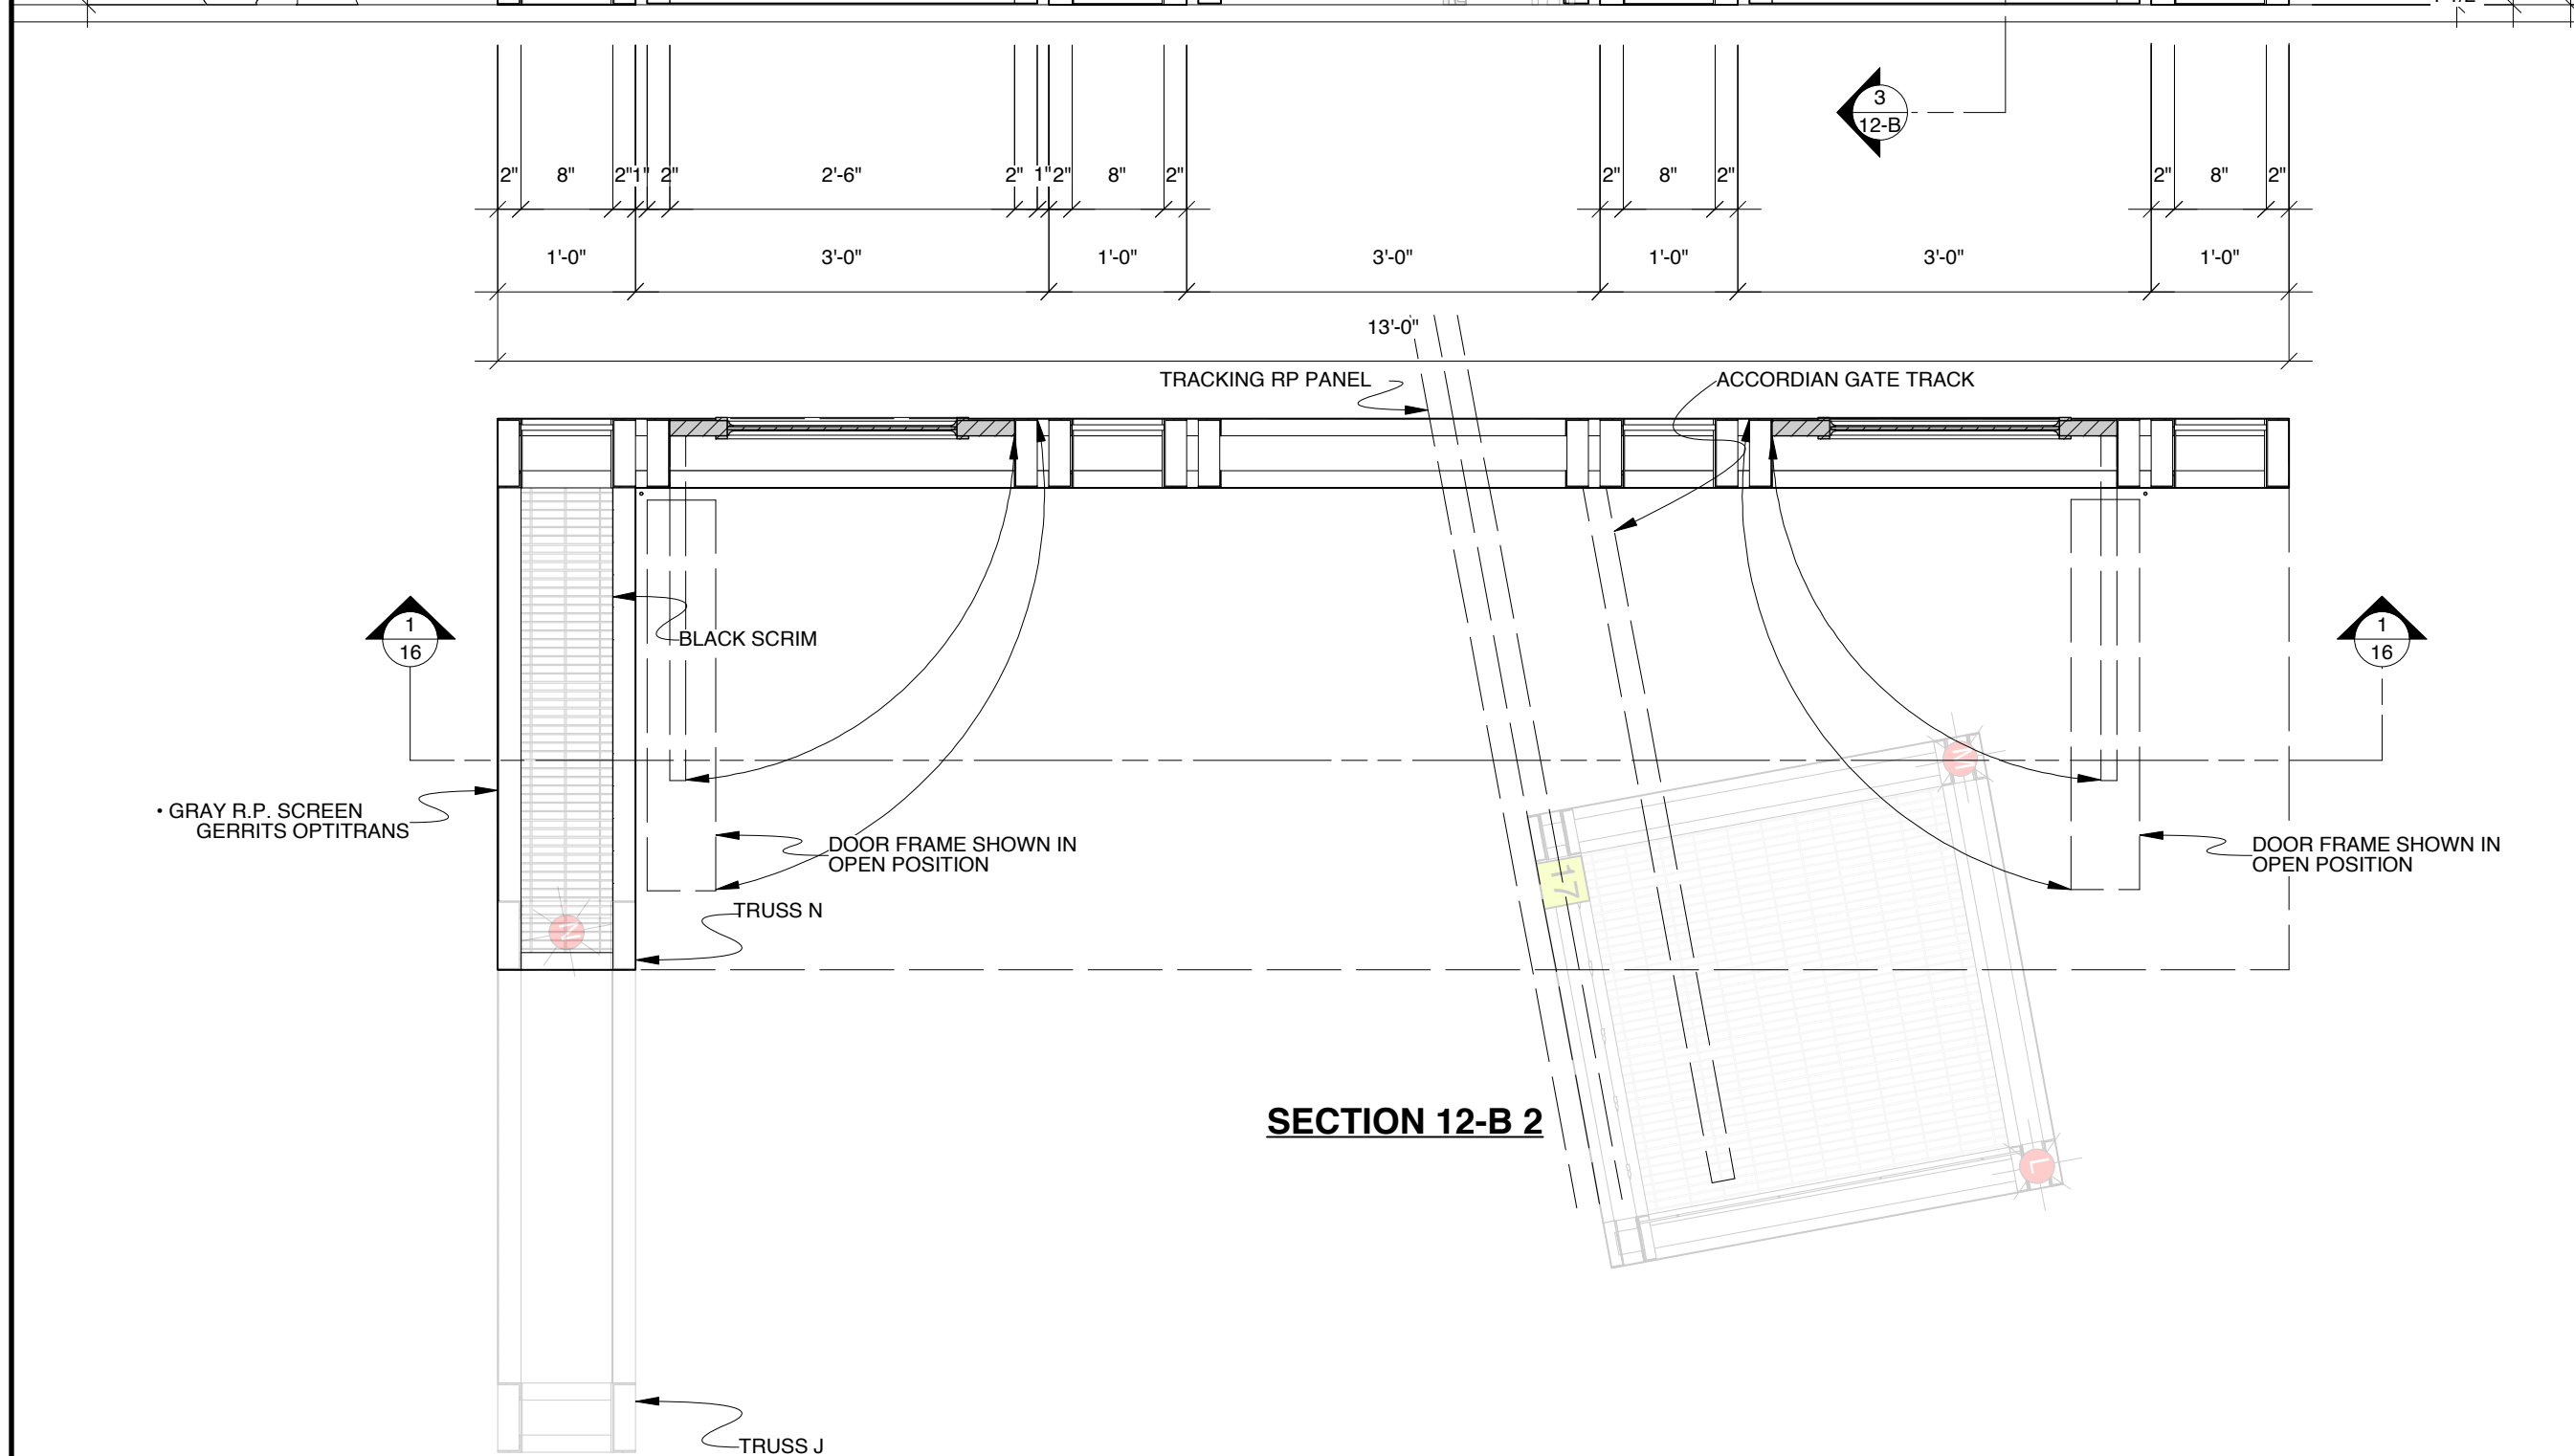 3
12-B
2" 8" 2" 1" 2" 2'-6" 2" 1" 2" 8" 2" 2" 8" 2" 2" 8" 2"
1'-0" 3'-0" 1'-0" 3'-0" 1'-0" 3'-0" 1'-0"
13'-0"
TRACKING RP PANEL
ACCORDIAN GATE TRACK
1
16
BLACK SCRIM
1
16
M
• GRAY R.P. SCREEN
GERRITS OPTITRANS
DOOR FRAME SHOWN IN
OPEN POSITION
17
DOOR FRAME SHOWN IN
OPEN POSITION
TRUSS N
N
SECTION 12-B 2
L
TRUSS J